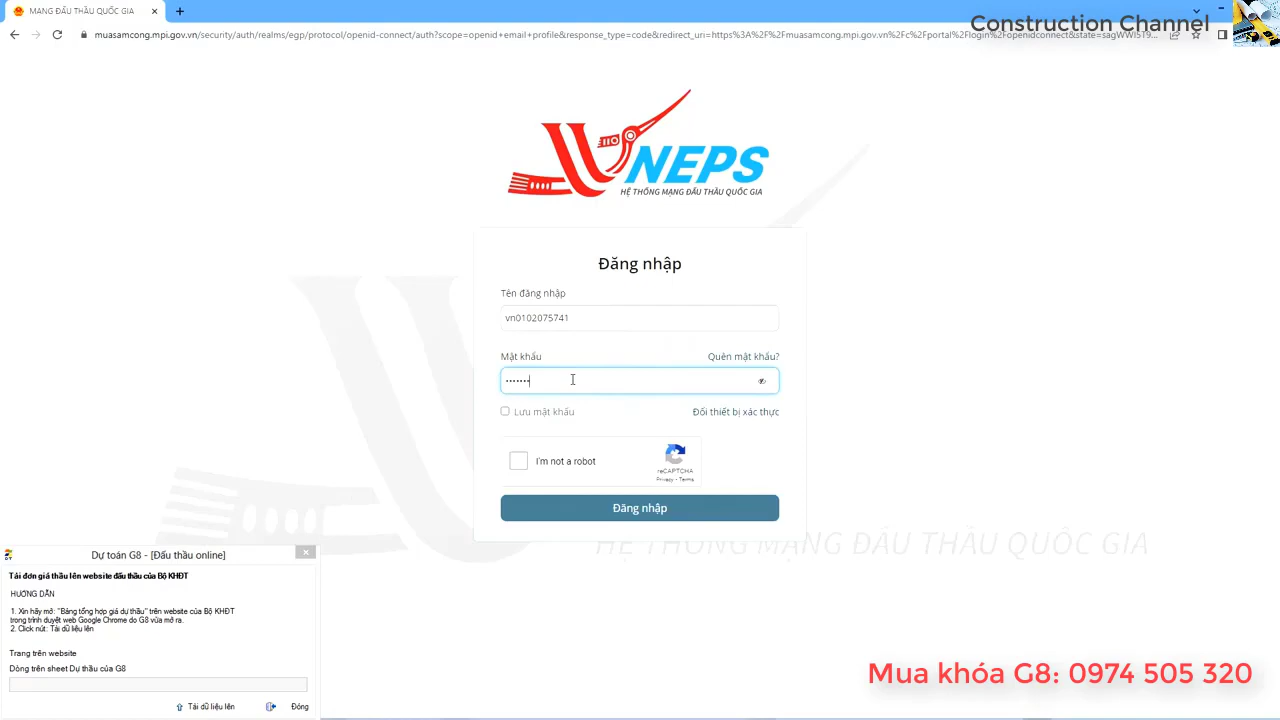 MẠNG ĐẤU THẦU QUỐC GIA
Construction Channel
muasamcong.mpi.gov.vn/security/auth/realms/egp/protocol/openid-connect/auth?scope=openid+email+profile&response_type=code&redirect_uri=https%3A%2F%2Fmuasamcong.mpi.gov.vn%2Fc%2Fportal%2Flogin%2Fopenidconnect&state=sagWWI519...
NEPS
HỆ THỐNG MẠNG ĐẤU THẦU QUỐC GIA
Đăng nhập
Tên đăng nhập
vn0102075741
Mật khẩu
Quên mật khẩu?
Lưu mật khẩu
Đổi thiết bị xác thực
I'm not a robot
reCAPTCHA
Privacy - Terms
Đăng nhập
HỆ THỐNG MẠNG ĐẤU THẦU QUỐC GIA
Dự toán G8 - [Đấu thầu online]
Tải đơn giá thầu lên website đấu thầu của Bộ KHĐT
HƯỚNG DẪN
1. Xin hãy mở: "Bảng tổng hợp giá dự thầu" trên website của Bộ KHĐT
trong trình duyệt web Google Chrome do G8 vừa mở ra.
2. Click nút: Tải dữ liệu lên
Trang trên website
Dòng trên sheet Dự thầu của G8
Tải dữ liệu lên
Đóng
Mua khóa G8: 0974 505 320